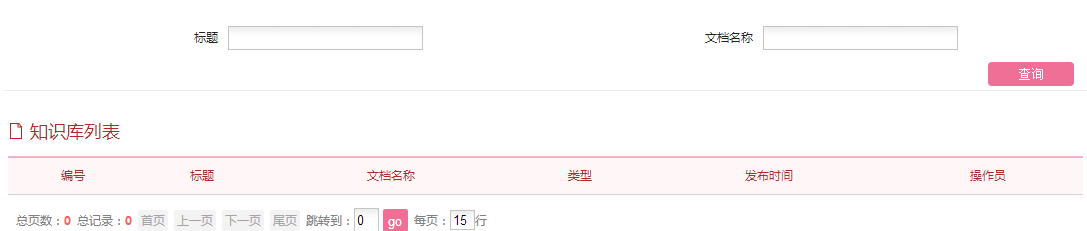 标题 文档名称
查询
知识库列表
编号 标题 文档名称 类型 发布时间 操作员
总页数：0 总记录：0 首页 上一页 下一页 尾页 跳转到：0 go 每页：15行